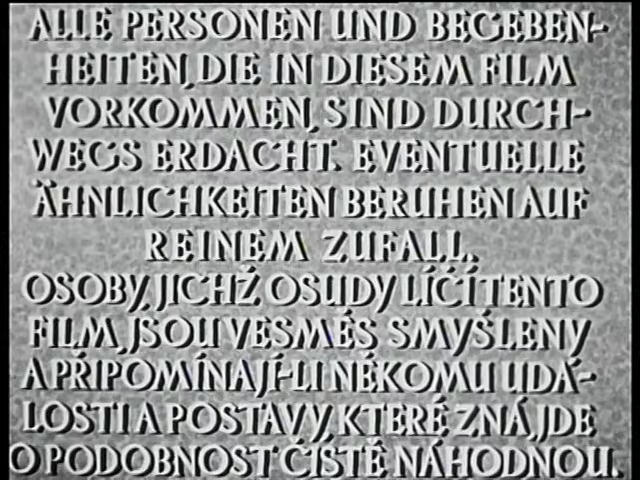 ALLE PERSONEN UND BEGEBEN-
HEITEN, DIE IN DIESEM FILM
VORKOMMEN, SIND DURCH-
WEGS ERDACHT. EVENTUELLE
ÄHNLICHKEITEN BERUHEN AUF
REINEM ZUFALL.
OSOBY, JICHŽ OSUDY LÍČÍ TENTO
FILM, JSOU VESMĚS SMYŠLENY
A PŘIPOMÍNAJÍ-LI NĚKOMU UDÁ-
LOSTI A POSTAVY, KTERÉ ZNÁ, JDE
O PODOBNOST ČISTĚ NÁHODNOU.